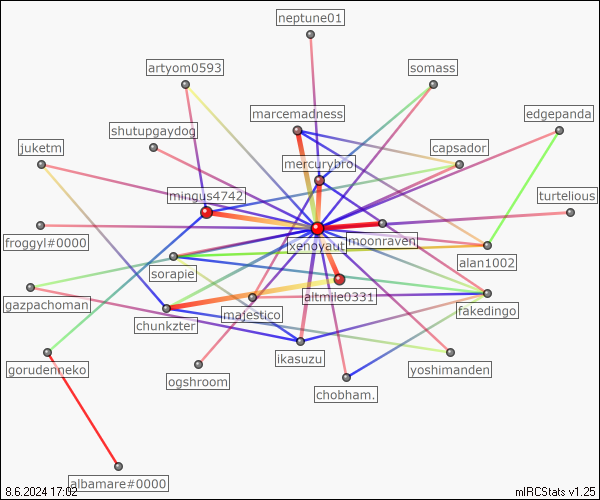 neptune01
artyom0593
somass
marcemadness
edgepanda
shutupgaydog
juketm
capsador
mercurybro
mingus4742
turtelious
froggyl#0000
xenoyaut
moonraven
alan1002
sorapie
gazpachoman
altmile0331
majestico
fakedingo
chunkzter
ikasuzu
gorudenneko
yoshimanden
ogshroom
chobham.
albamare#0000
8.6.2024 17:02
mIRCStats v1.25